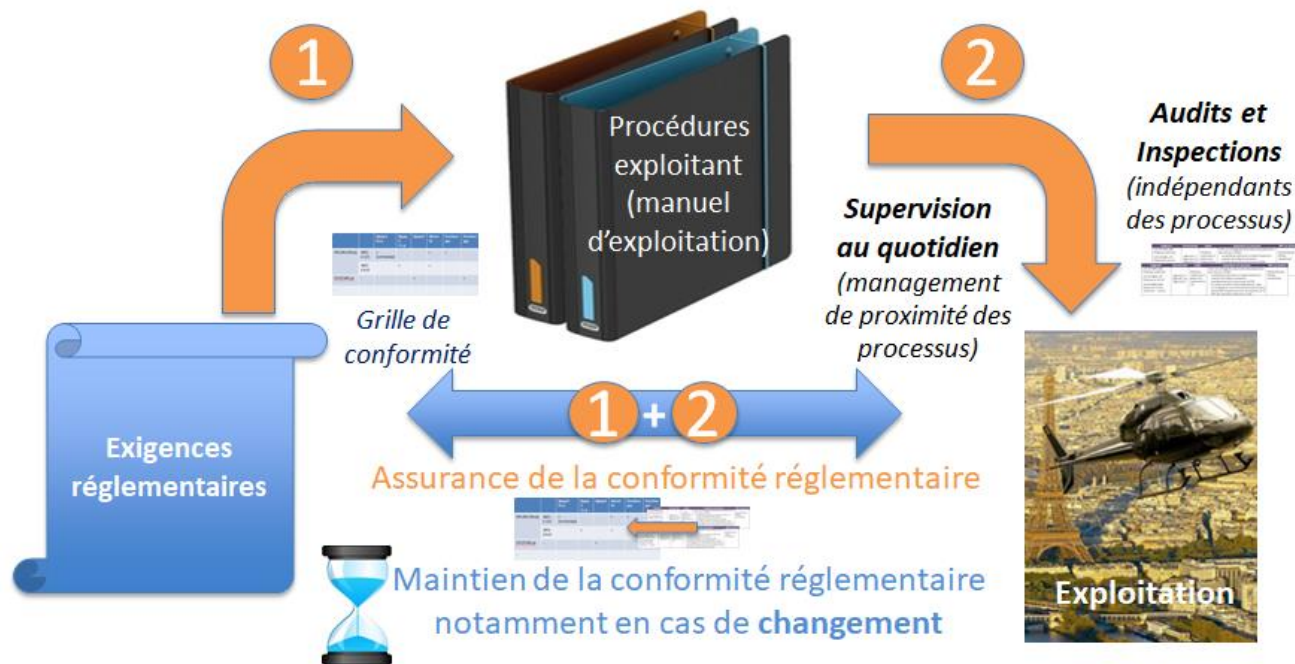 1
2
Procédures
exploitant
(manuel
d'exploitation)
Audits et
Inspections
(indépendants
des processus)
Supervision
au quotidien
(management
de proximité des
processus)
Grille de
conformité
Exigences
réglementaires
1 + 2
Assurance de la conformité réglementaire
Maintien de la conformité réglementaire
notamment en cas de changement
Exploitation